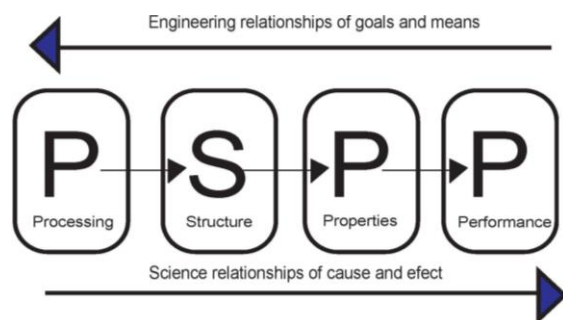 Engineering relationships of goals and means
P
S
P
P
Processing
Structure
Properties
Performance
Science relationships of cause and efect